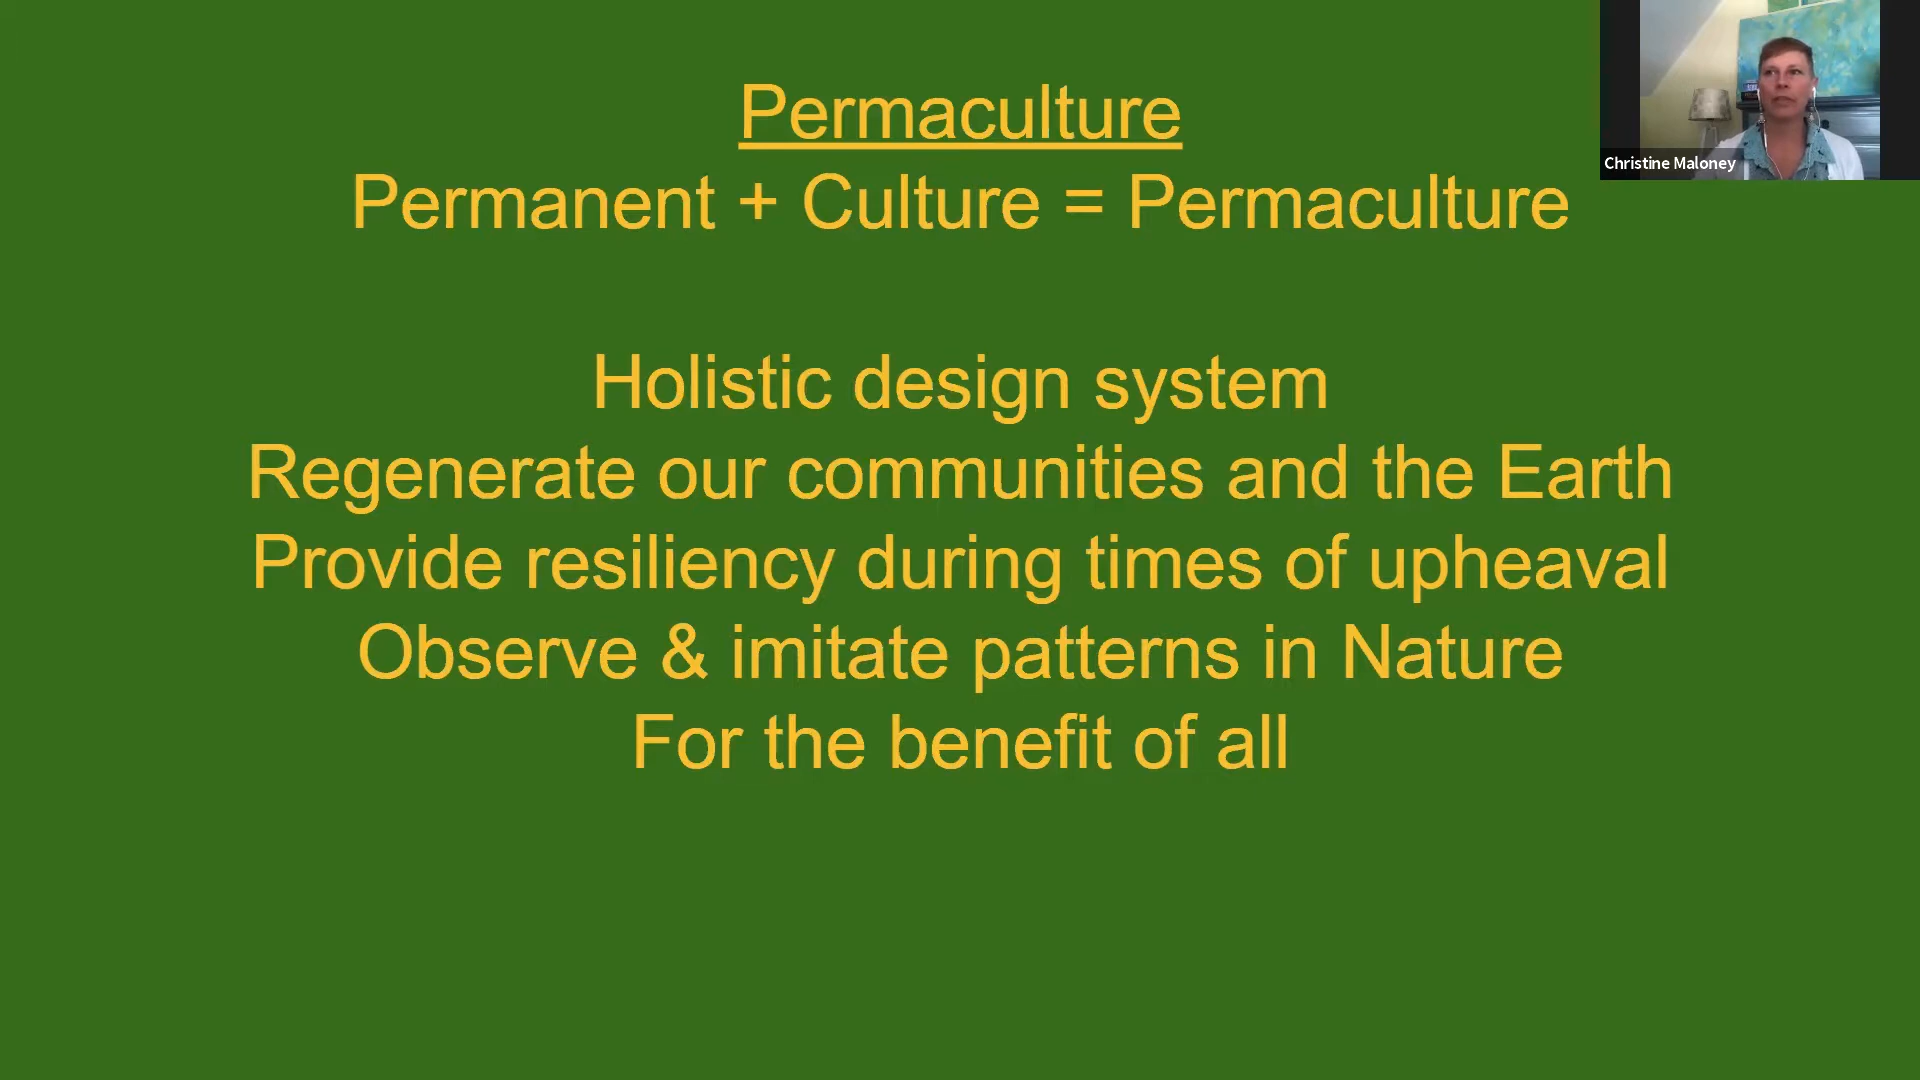 Permaculture
Permanent + Culture = Permaculture
Holistic design system
Regenerate our communities and the Earth
Provide resiliency during times of upheaval
Observe & imitate patterns in Nature
For the benefit of all
Christine Maloney